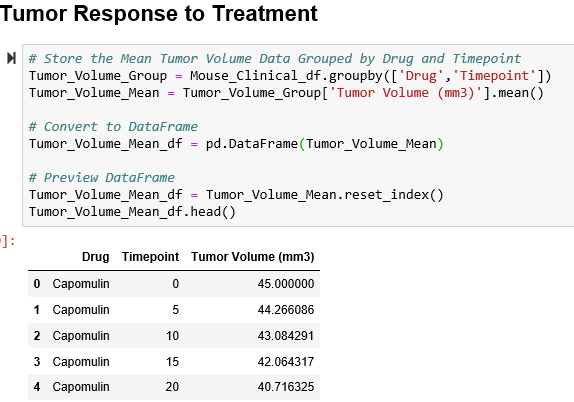 Tumor Response to Treatment
# Store the Mean Tumor Volume Data Grouped by Drug and Timepoint
Tumor_Volume_Group = Mouse_Clinical_df.groupby(['Drug','Timepoint'])
Tumor_Volume_Mean = Tumor_Volume_Group['Tumor Volume (mm3)'].mean()
# Convert to DataFrame
Tumor_Volume_Mean_df = pd.DataFrame(Tumor_Volume_Mean)
# Preview DataFrame
Tumor_Volume_Mean_df = Tumor_Volume_Mean.reset_index()
Tumor_Volume_Mean_df.head()
]:
Drug Timepoint Tumor Volume (mm3)
0 Capomulin 0 45.000000
1 Capomulin 5 44.266086
2 Capomulin 10 43.084291
3 Capomulin 15 42.064317
4 Capomulin 20 40.716325